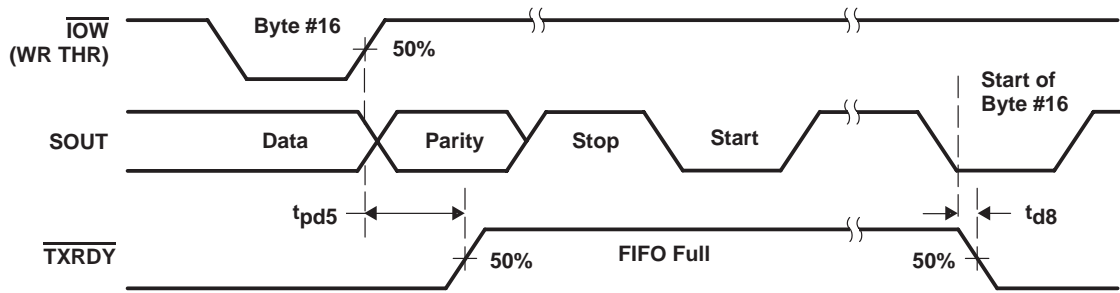 IOW
(WR THR)
Byte #16
50%
Start of
Byte #16
SOUT
Data
Parity
Stop
Start
tpd5
td8
TXRDY
50%
FIFO Full
50%